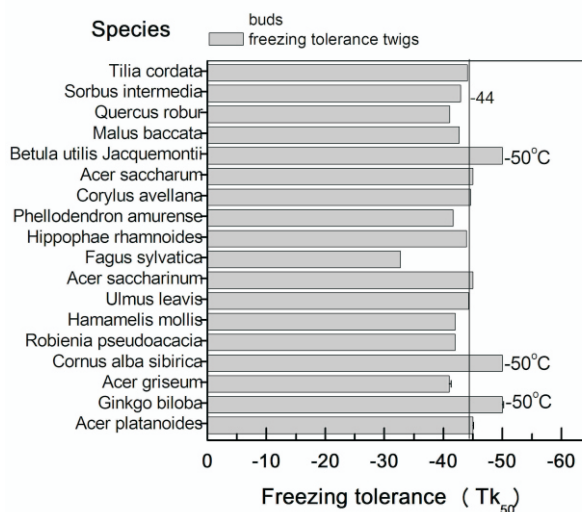 Species
buds
freezing tolerance twigs
Tilia cordata
Sorbus intermedia
-44
Quercus robur
Malus baccata
Betula utilis Jacquemontii
-50°C
Acer saccharum
Corylus avellana
Phellodendron amurense
Hippophae rhamnoides
Fagus sylvatica
Acer saccharinum
Ulmus leavis
Hamamelis mollis
Robienia pseudoacacia
Cornus alba sibirica
-50°C
Acer griseum
Ginkgo biloba
-50°C
Acer platanoides
0 -10 -20 -30 -40 -50 -60
Freezing tolerance (Tk50)